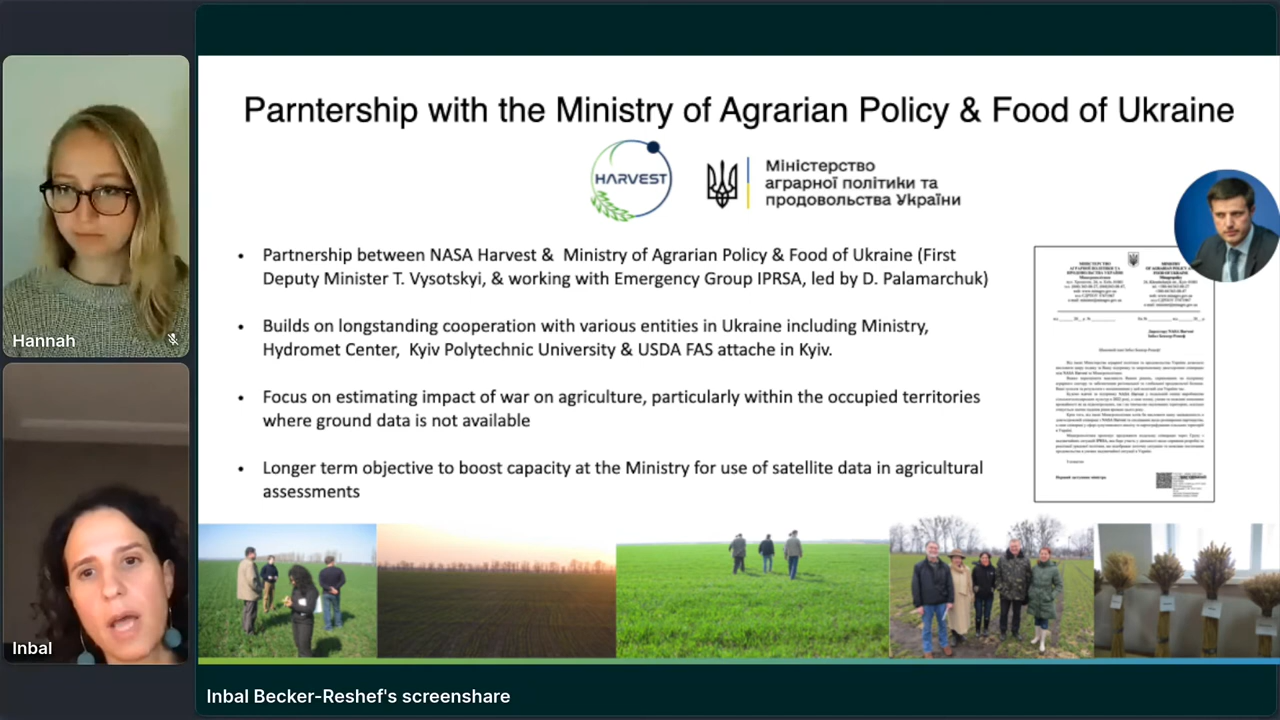 Parntership with the Ministry of Agrarian Policy & Food of Ukraine
HARVEST
Міністерство
аграрної політики та
продовольства України
• Partnership between NASA Harvest & Ministry of Agrarian Policy & Food of Ukraine (First
Deputy Minister T. Vysotskyi, & working with Emergency Group IPRSA, led by D. Palamarchuk)
• Builds on longstanding cooperation with various entities in Ukraine including Ministry,
Hydromet Center, Kyiv Polytechnic University & USDA FAS attache in Kyiv.
• Focus on estimating impact of war on agriculture, particularly within the occupied territories
where ground data is not available
• Longer term objective to boost capacity at the Ministry for use of satellite data in agricultural
assessments
Hannah
Inbal
Inbal Becker-Reshef's screenshare